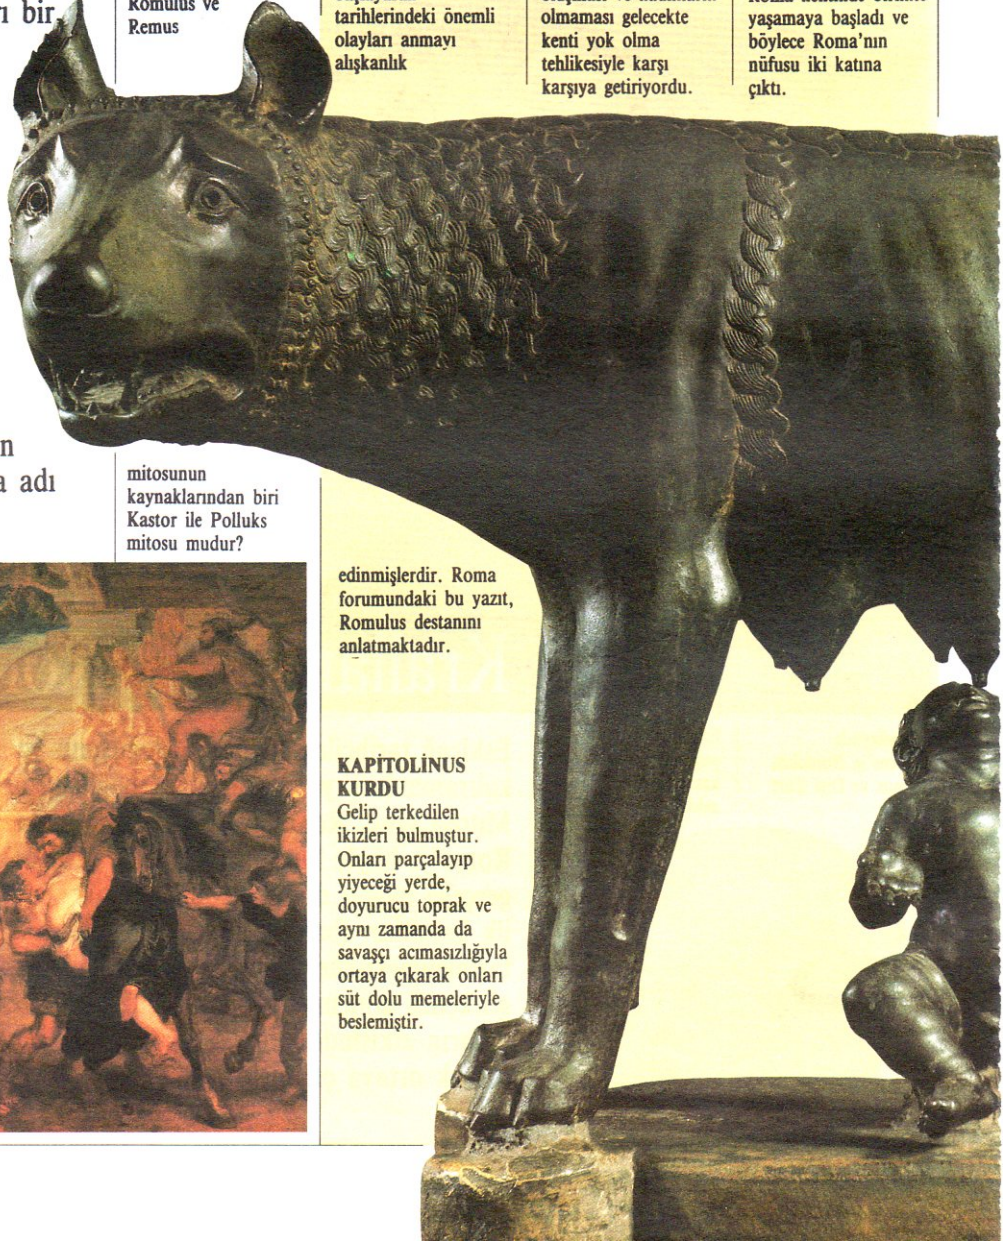 ı bir
Romulus ve
Remus
mitosunun
kaynaklarından biri
Kastor ile Polluks
mitosu mudur?
n
a adı
tarihlerindeki önemli
olayları anmayı
alışkanlık
edinmişlerdir. Roma
forumundaki bu yazıt,
Romulus destanını
anlatmaktadır.
KAPİTOLİNUS
KURDU
Gelip terkedilen
ikizleri bulmuştur.
Onları parçalayıp
yiyeceği yerde,
doyurucu toprak ve
aynı zamanda da
savaşçı acımasızlığıyla
ortaya çıkarak onları
süt dolu memeleriyle
beslemiştir.
olmaması gelecekte
kenti yok olma
tehlikesiyle karşı
karşıya getiriyordu.
yaşamaya başladı ve
böylece Roma'nın
nüfusu iki katına
çıktı.